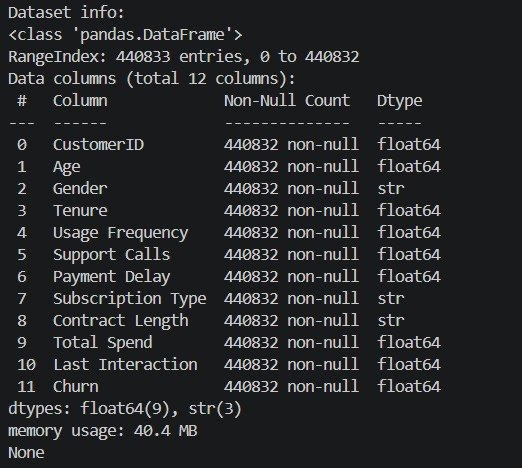 Dataset info:
<class 'pandas.DataFrame'>
RangeIndex: 440833 entries, 0 to 440832
Data columns (total 12 columns):
 #   Column             Non-Null Count   Dtype
---  ------             --------------   -----
 0   CustomerID         440832 non-null  float64
 1   Age                440832 non-null  float64
 2   Gender             440832 non-null  str
 3   Tenure             440832 non-null  float64
 4   Usage Frequency    440832 non-null  float64
 5   Support Calls      440832 non-null  float64
 6   Payment Delay      440832 non-null  float64
 7   Subscription Type  440832 non-null  str
 8   Contract Length    440832 non-null  str
 9   Total Spend        440832 non-null  float64
 10  Last Interaction   440832 non-null  float64
 11  Churn              440832 non-null  float64
dtypes: float64(9), str(3)
memory usage: 40.4 MB
None